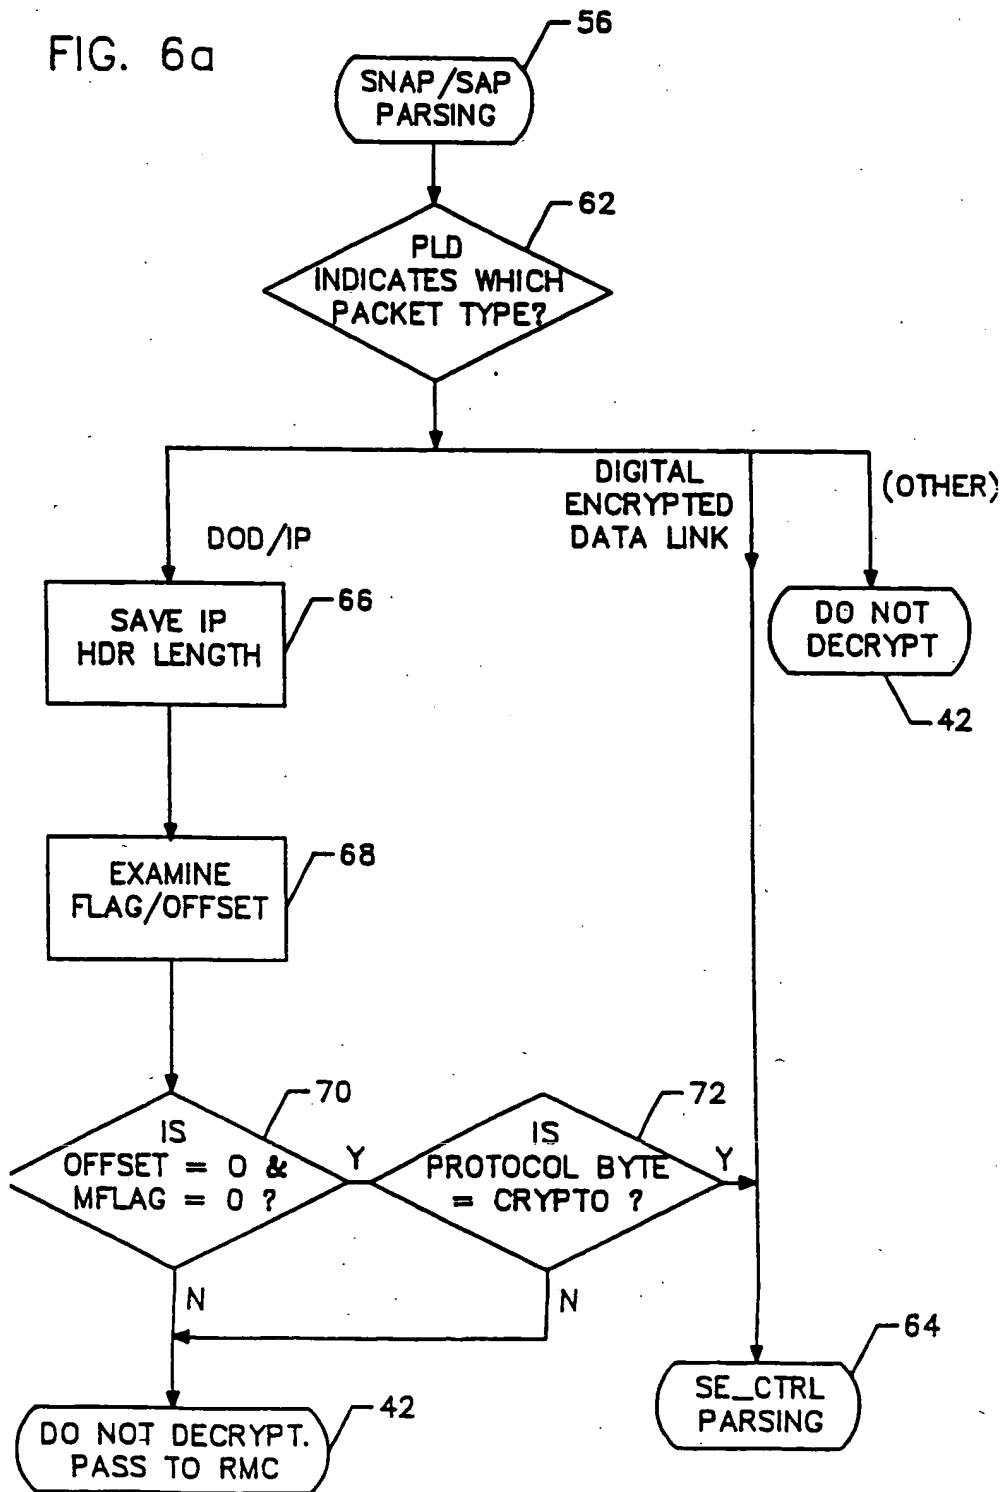 FIG. 6a
56
SNAP/SAP
PARSING
62
PLD
INDICATES WHICH
PACKET TYPE?
DIGITAL
ENCRYPTED
DATA LINK
(OTHER)
DOD/IP
SAVE IP
HDR LENGTH
66
DO NOT
DECRYPT
42
EXAMINE
FLAG/OFFSET
68
70
IS
OFFSET = 0 &
MFLAG = 0 ?
Y
72
IS
PROTOCOL BYTE
= CRYPTO ?
Y
N
N
64
SE_CTRL
PARSING
42
DO NOT DECRYPT.
PASS TO RMC